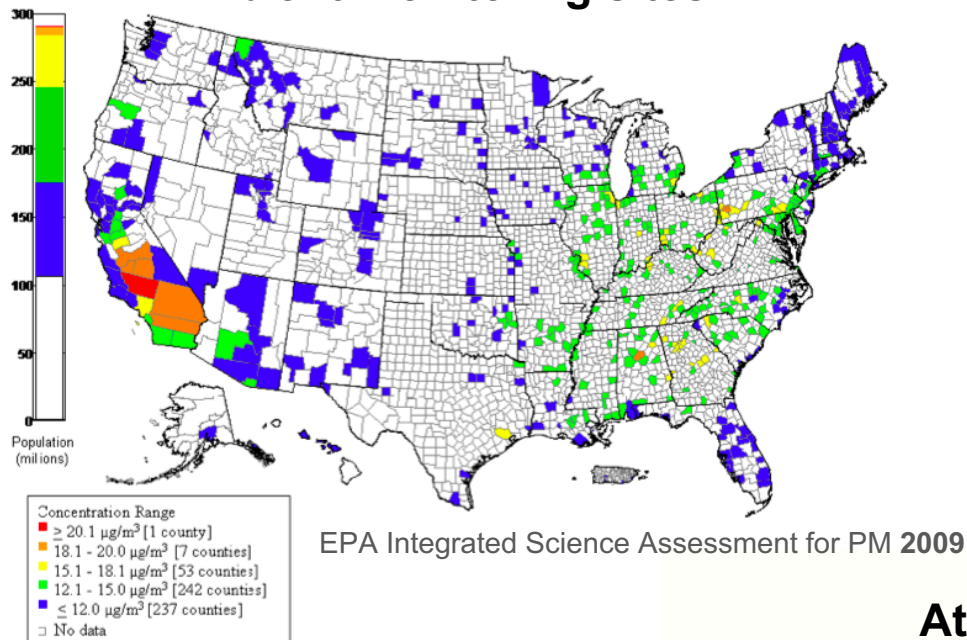 300
250
200
150
100
50
0
Population
(milions)
Concentration Range
≥ 20.1 µg/m³ [1 county]
18.1 - 20.0 µg/m³ [7 counties]
15.1 - 18.1 µg/m³ [53 counties]
12.1 - 15.0 µg/m³ [242 counties]
≤ 12.0 µg/m³ [237 counties]
No data
EPA Integrated Science Assessment for PM 2009
At